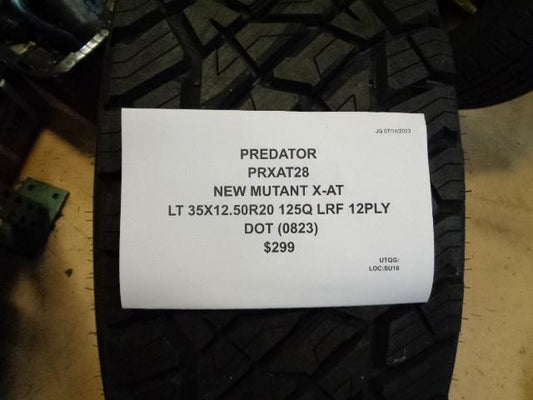 JG-07/14/2023
PREDATOR
PRXAT28
NEW MUTANT X-AT
LT 35X12.50R20 125Q LRF 12PLY
DOT (0823)
$299
UTQG:
LOC:SU16